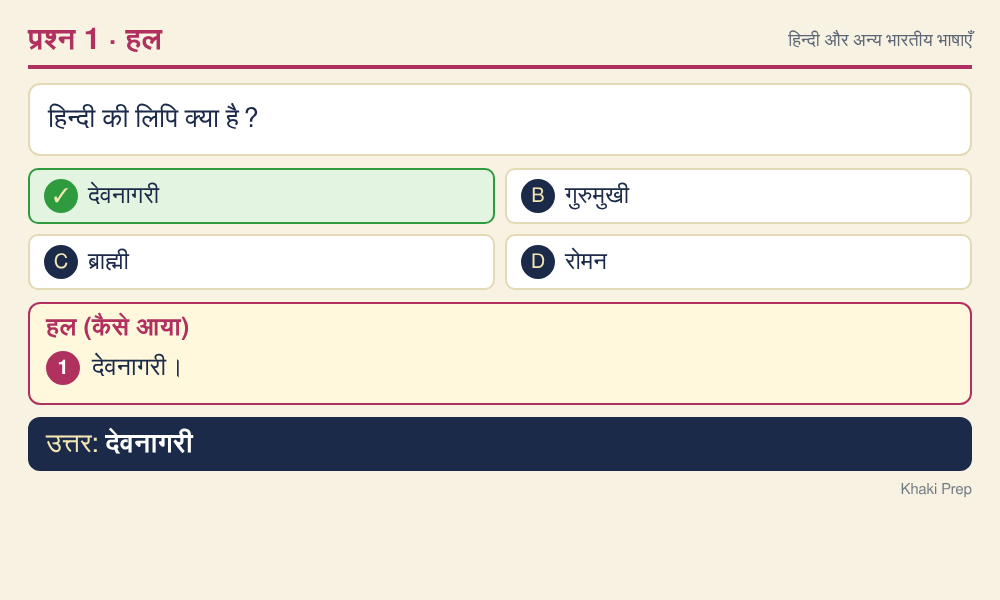 प्रश्न 1 · हल
हिन्दी और अन्य भारतीय भाषाएँ
हिन्दी की लिपि क्या है ?
✓ देवनागरी
B गुरुमुखी
C ब्राह्मी
D रोमन
हल (कैसे आया)
1 देवनागरी।
उत्तर: देवनागरी
Khaki Prep